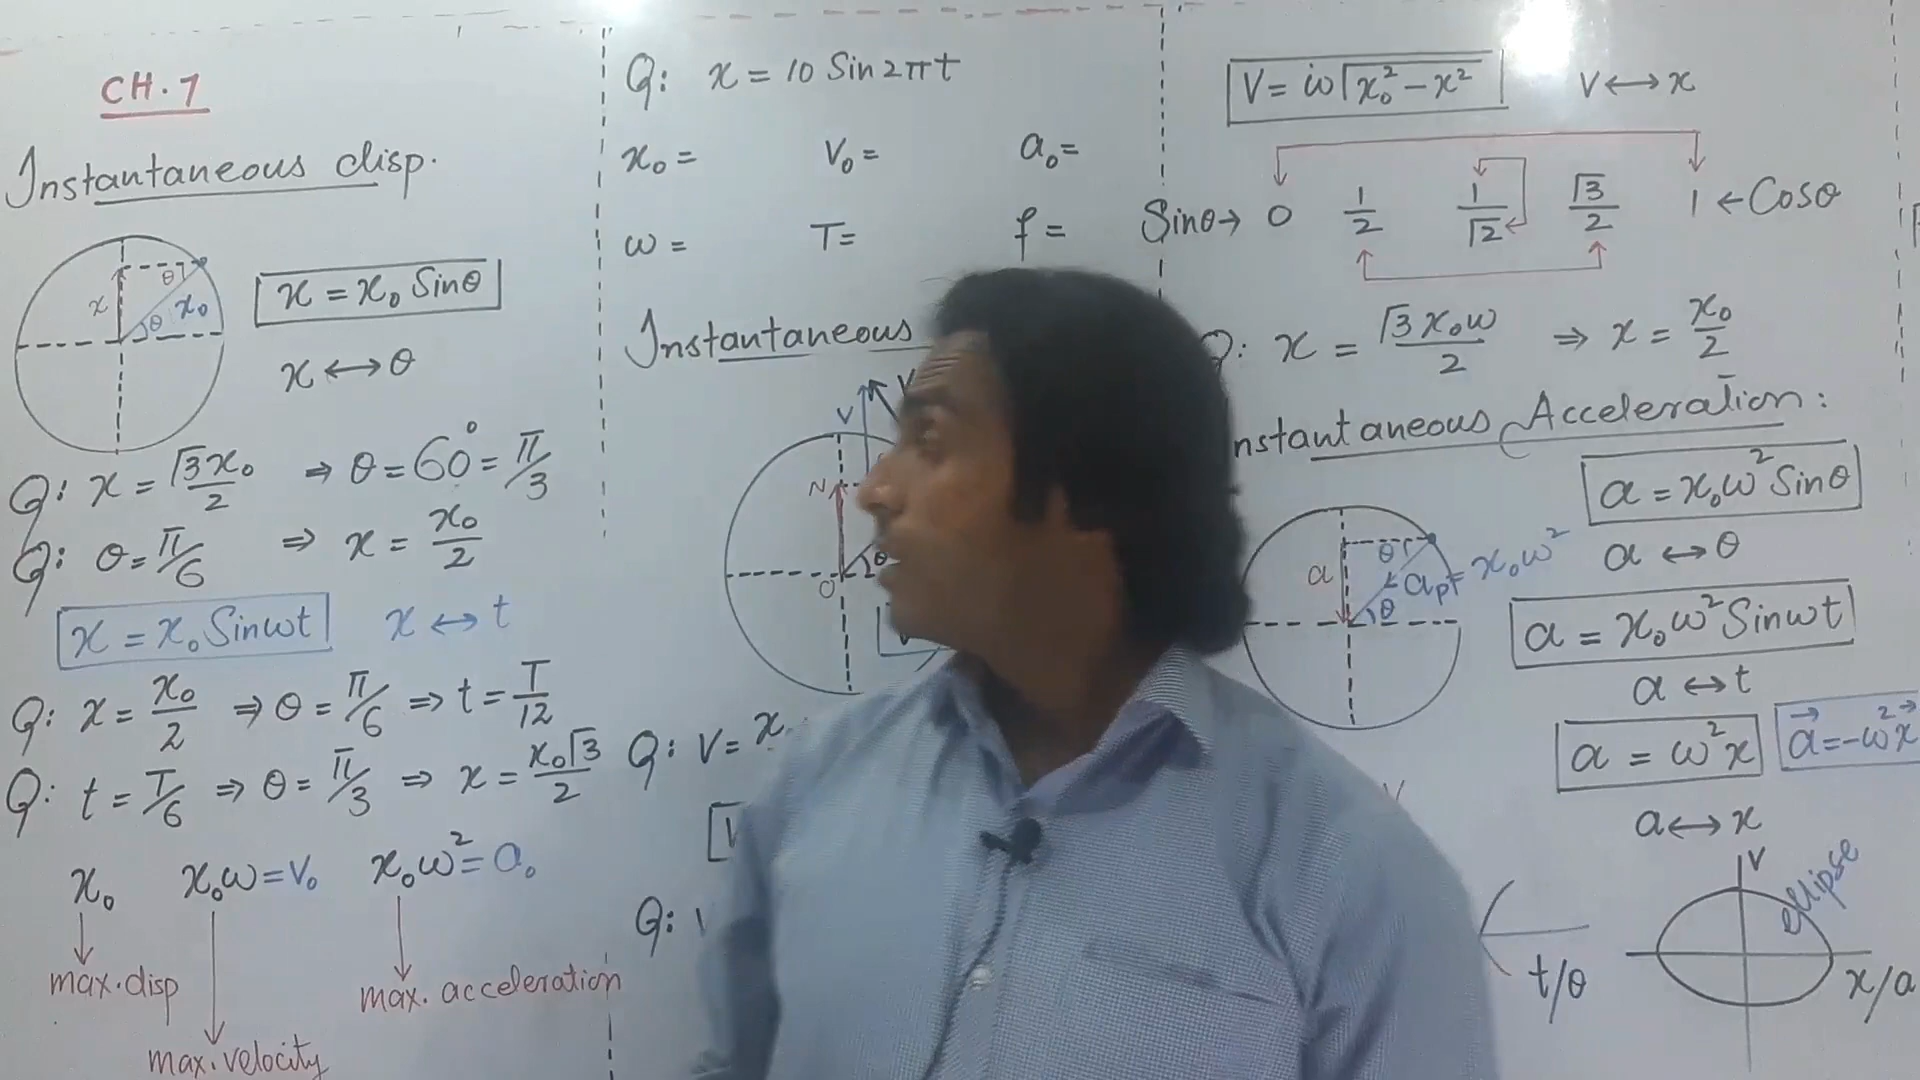 CH.7
Instantaneous disp.
θ
x
θ
x₀
x = x₀ Sinθ
x ↔ θ
Q: x = √3x₀/2 ⇒ θ = 60° = π/3
Q: θ = π/6 ⇒ x = x₀/2
x = x₀ Sinωt x ↔ t
Q: x = x₀/2 ⇒ θ = π/6 ⇒ t = T/12
Q: t = T/6 ⇒ θ = π/3 ⇒ x = x₀√3/2
x₀ x₀ω = v₀ x₀ω² = a₀
max.disp
max. acceleration
max.velocity
Q: x = 10 Sin2πt
x₀ = V₀ = a₀ =
ω = T = f =
Instantaneous
V
N
O
θ
Q: V = x
Q:
V = ω√x₀² – x² V ↔ x
Sinθ → 0 1/2 1/√2 √3/2 1 ← Cosθ
Q: x = √3x₀ω/2 ⇒ x = x₀/2
nstantaneous Acceleration:
a = x₀ω² Sinθ
θ
a
aₚ = x₀ω²
θ
a ↔ θ
a = x₀ω² Sinωt
a ↔ t
a = ω²x a⃗ = -ω²x⃗
a ↔ x
V
ellipse
t/θ
x/a